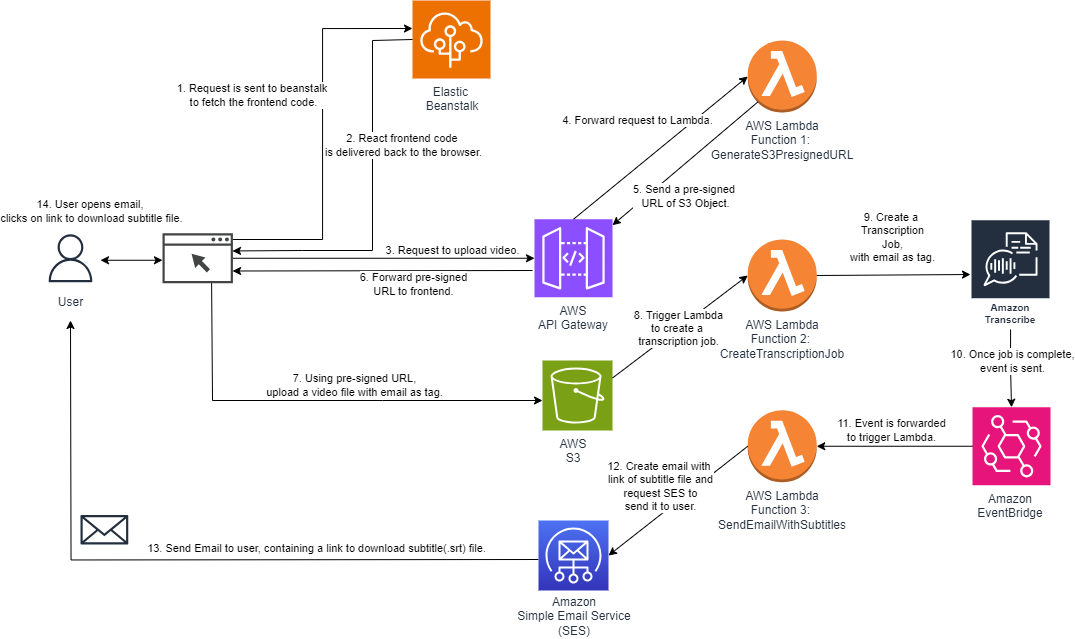 1. Request is sent to beanstalk
to fetch the frontend code.
Elastic
Beanstalk
2. React frontend code
is delivered back to the browser.
4. Forward request to Lambda.
AWS Lambda
Function 1:
GenerateS3PresignedURL
14. User opens email,
clicks on link to download subtitle file.
User
3. Request to upload video.
6. Forward pre-signed
URL to frontend.
5. Send a pre-signed
URL of S3 Object.
AWS
API Gateway
8. Trigger Lambda
to create a
transcription job.
AWS Lambda
Function 2:
CreateTranscriptionJob
9. Create a
Transcription
Job,
with email as tag.
Amazon
Transcribe
10. Once job is complete,
event is sent.
7. Using pre-signed URL,
upload a video file with email as tag.
AWS
S3
11. Event is forwarded
to trigger Lambda.
Amazon
EventBridge
12. Create email with
link of subtitle file and
request SES to
send it to user.
AWS Lambda
Function 3:
SendEmailWithSubtitles
13. Send Email to user, containing a link to download subtitle(.srt) file.
Amazon
Simple Email Service
(SES)